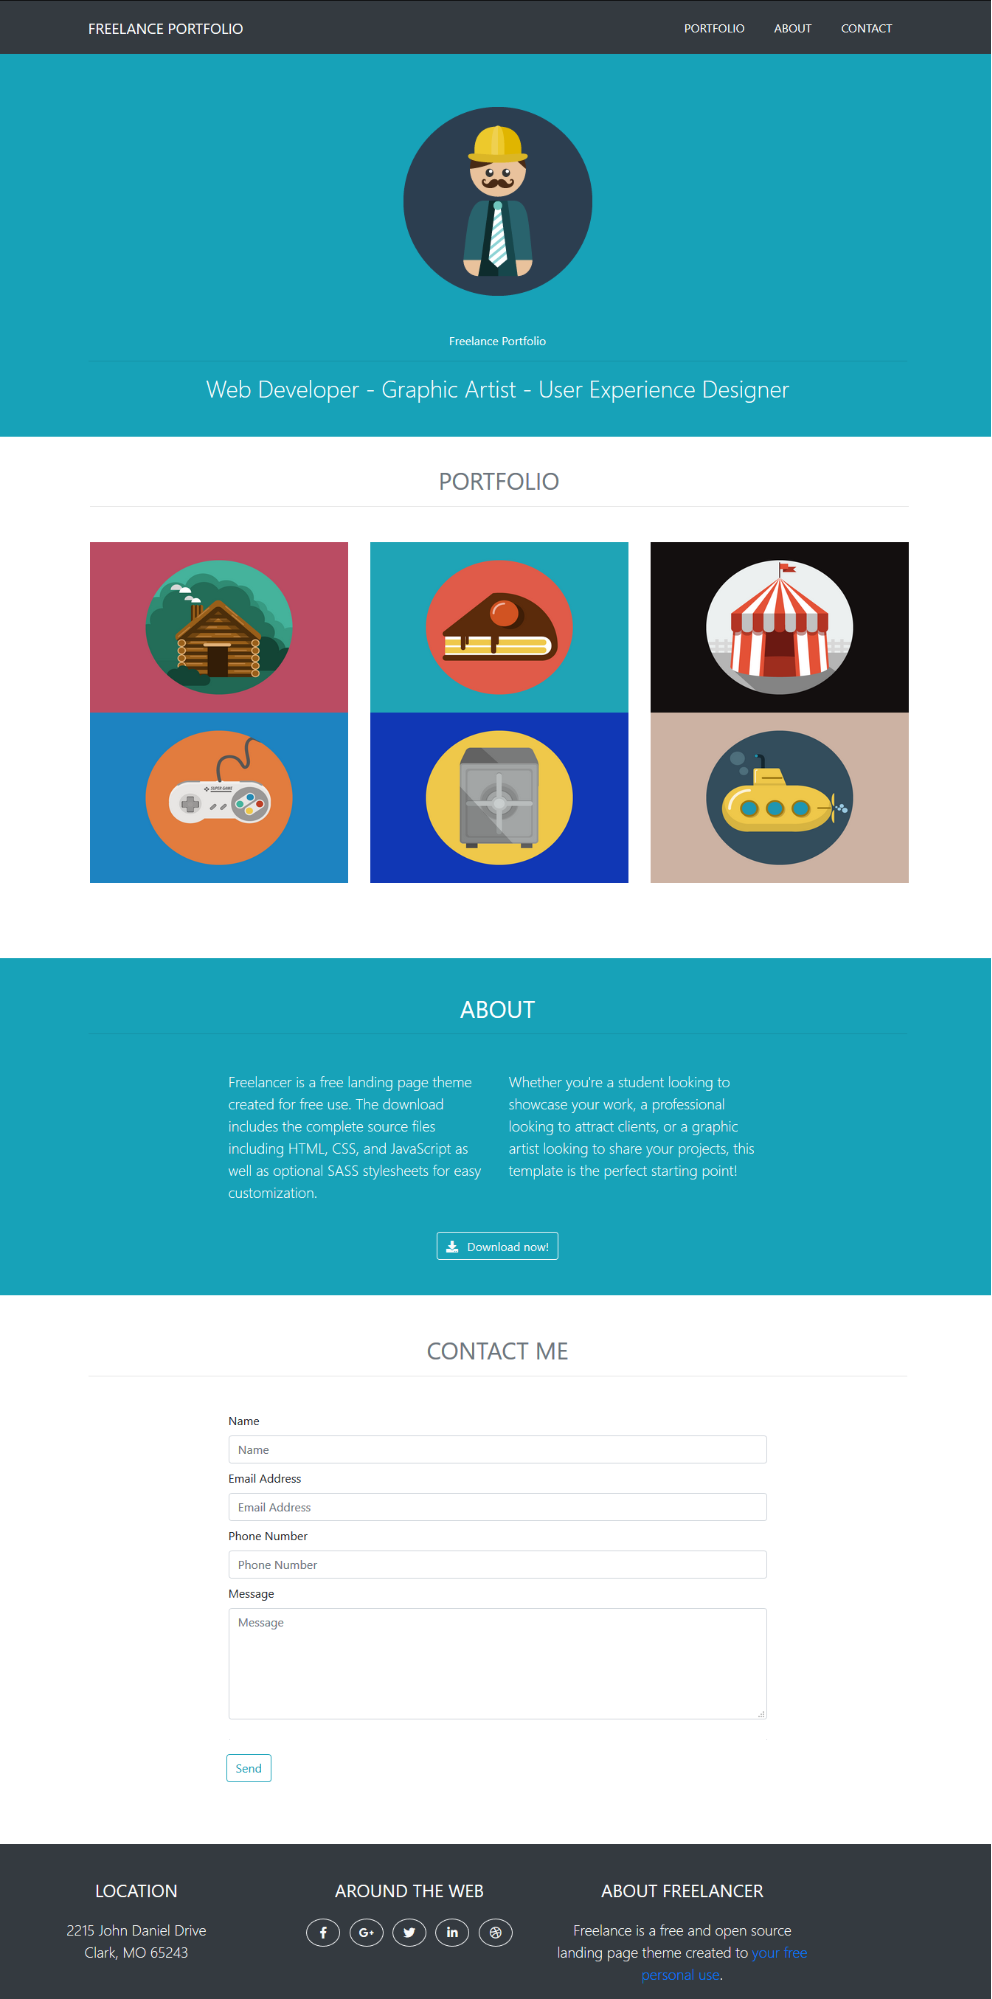 FREELANCE PORTFOLIO
PORTFOLIO ABOUT CONTACT
Freelance Portfolio
Web Developer - Graphic Artist - User Experience Designer
PORTFOLIO
SUPER GAME
ABOUT
Freelancer is a free landing page theme
created for free use. The download
includes the complete source files
including HTML, CSS, and JavaScript as
well as optional SASS stylesheets for easy
customization.
Whether you're a student looking to
showcase your work, a professional
looking to attract clients, or a graphic
artist looking to share your projects, this
template is the perfect starting point!
Download now!
CONTACT ME
Name
Name
Email Address
Email Address
Phone Number
Phone Number
Message
Message
Send
LOCATION
2215 John Daniel Drive
Clark, MO 65243
AROUND THE WEB
ABOUT FREELANCER
Freelance is a free and open source
landing page theme created to your free
personal use.